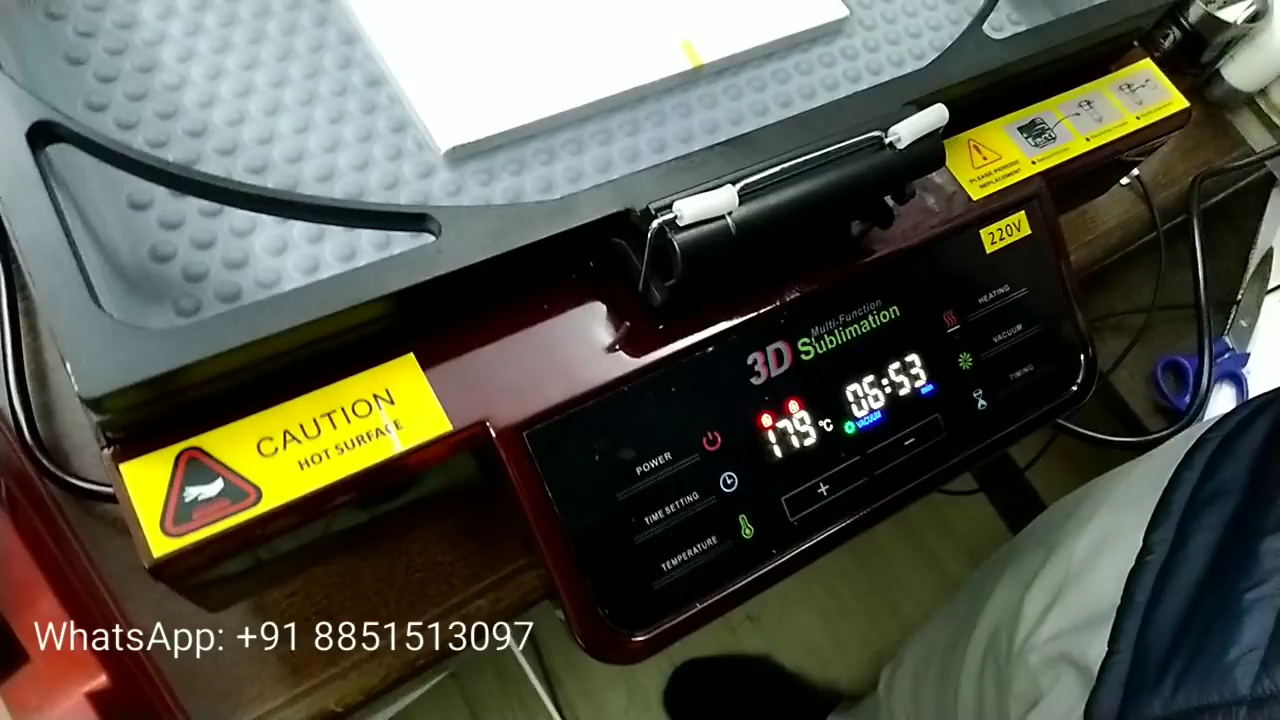 PLEASE PERIODIC
REPLACEMENT
220V
CAUTION
HOT SURFACE
3D
Multi-Function
Sublimation
HEATING
VACUUM
TIMING
179 °C
06:53
VACUUM
POWER
TIME SETTING
TEMPERATURE
+
-
WhatsApp: +91 8851513097